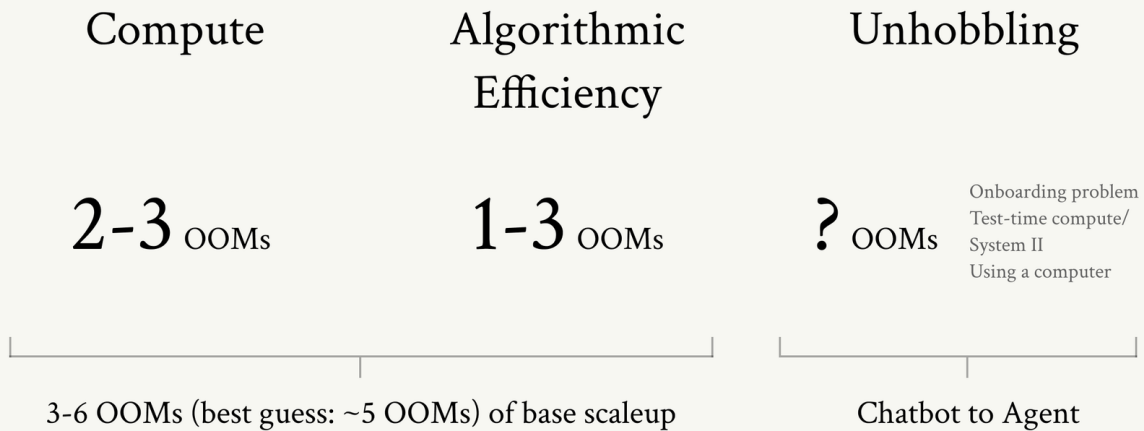 Compute
Algorithmic
Efficiency
Unhobbling
2-3 OOMs
1-3 OOMs
? OOMs
Onboarding problem
Test-time compute/
System II
Using a computer
3-6 OOMs (best guess: ~5 OOMs) of base scaleup
Chatbot to Agent